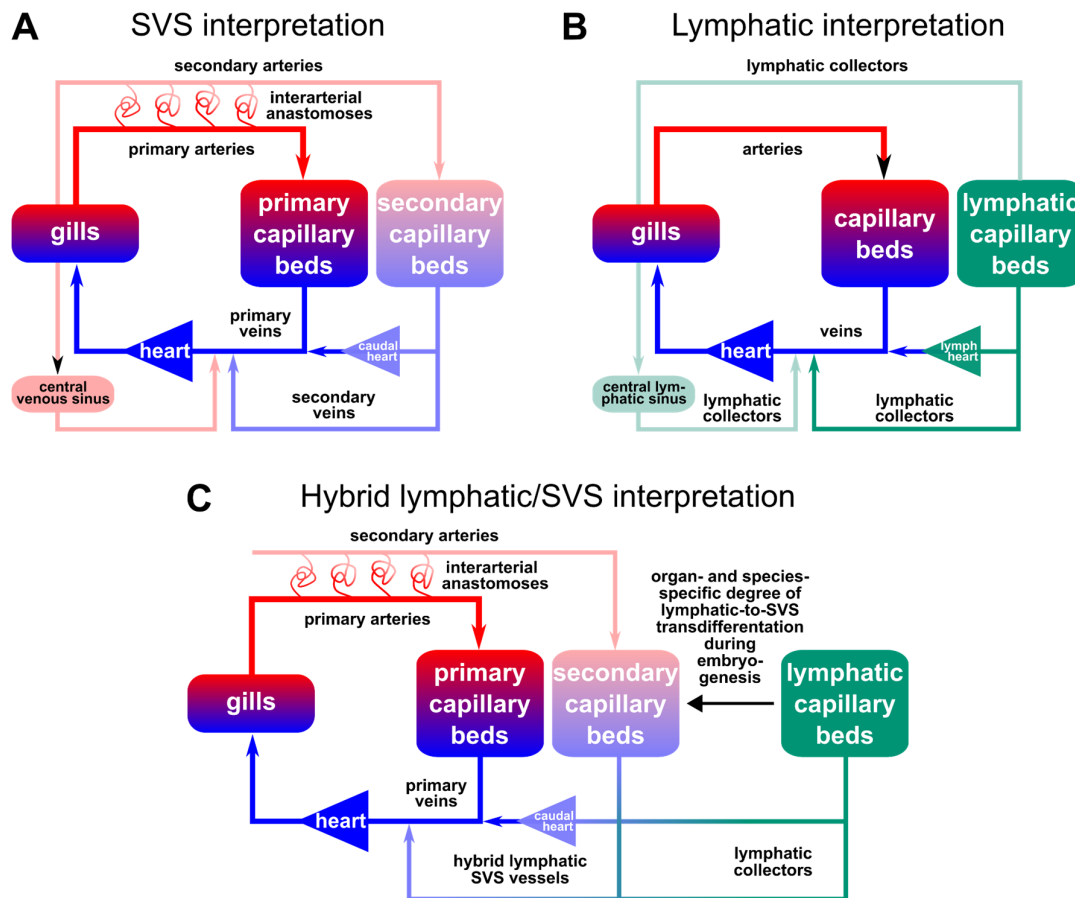 A
SVS interpretation
secondary arteries
interarterial
anastomoses
primary arteries
gills
primary
capillary
beds
secondary
capillary
beds
primary
veins
heart
caudal
heart
central
venous sinus
secondary
veins
B
Lymphatic interpretation
lymphatic collectors
arteries
gills
capillary
beds
lymphatic
capillary
beds
veins
heart
lymph
heart
central lym-
phatic sinus
lymphatic
collectors
lymphatic
collectors
C
Hybrid lymphatic/SVS interpretation
secondary arteries
interarterial
anastomoses
primary arteries
organ- and species-
specific degree of
lymphatic-to-SVS
transdifferentation
during
embryo-
genesis
gills
primary
capillary
beds
secondary
capillary
beds
lymphatic
capillary
beds
primary
veins
heart
caudal
heart
hybrid lymphatic
SVS vessels
lymphatic
collectors